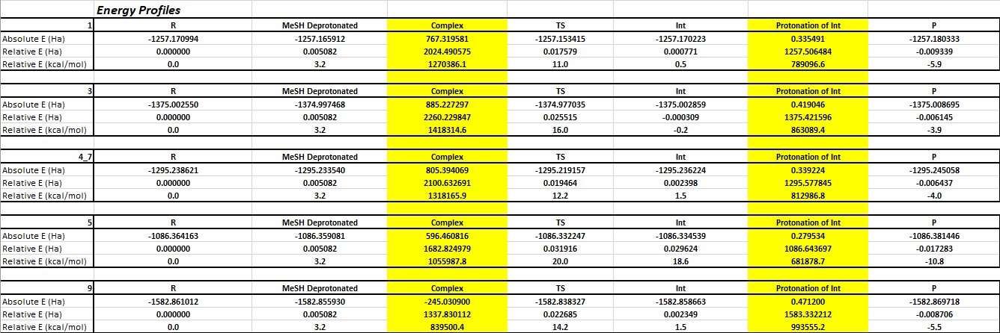 Energy Profiles
1 R MeSH Deprotonated Complex TS Int Protonation of Int P
Absolute E (Ha) -1257.170994 -1257.165912 767.319581 -1257.153415 -1257.170223 0.335491 -1257.180333
Relative E (Ha) 0.000000 0.005082 2024.490575 0.017579 0.000771 1257.506484 -0.009339
Relative E (kcal/mol) 0.0 3.2 1270386.1 11.0 0.5 789096.6 -5.9
3 R MeSH Deprotonated Complex TS Int Protonation of Int P
Absolute E (Ha) -1375.002550 -1374.997468 885.227297 -1374.977035 -1375.002859 0.419046 -1375.008695
Relative E (Ha) 0.000000 0.005082 2260.229847 0.025515 -0.000309 1375.421596 -0.006145
Relative E (kcal/mol) 0.0 3.2 1418314.6 16.0 -0.2 863089.4 -3.9
4_7 R MeSH Deprotonated Complex TS Int Protonation of Int P
Absolute E (Ha) -1295.238621 -1295.233540 805.394069 -1295.219157 -1295.236224 0.339224 -1295.245058
Relative E (Ha) 0.000000 0.005082 2100.632691 0.019464 0.002398 1295.577845 -0.006437
Relative E (kcal/mol) 0.0 3.2 1318165.9 12.2 1.5 812986.8 -4.0
5 R MeSH Deprotonated Complex TS Int Protonation of Int P
Absolute E (Ha) -1086.364163 -1086.359081 596.460816 -1086.332247 -1086.334539 0.279534 -1086.381446
Relative E (Ha) 0.000000 0.005082 1682.824979 0.031916 0.029624 1086.643697 -0.017283
Relative E (kcal/mol) 0.0 3.2 1055987.8 20.0 18.6 681878.7 -10.8
9 R MeSH Deprotonated Complex TS Int Protonation of Int P
Absolute E (Ha) -1582.861012 -1582.855930 -245.030900 -1582.838327 -1582.858663 0.471200 -1582.869718
Relative E (Ha) 0.000000 0.005082 1337.830112 0.022685 0.002349 1583.332212 -0.008706
Relative E (kcal/mol) 0.0 3.2 839500.4 14.2 1.5 993555.2 -5.5